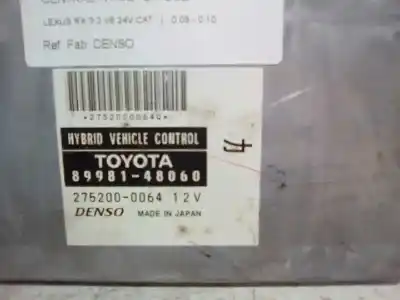 LEXUS RX 3.3 V6 24V CAT | 0.05 - 0.10
Ref. Fab: DENSO
*2752000064C*
HYBRID VEHICLE CONTROL
TOYOTA
89981-48060
275200-0064 12V
DENSO MADE IN JAPAN